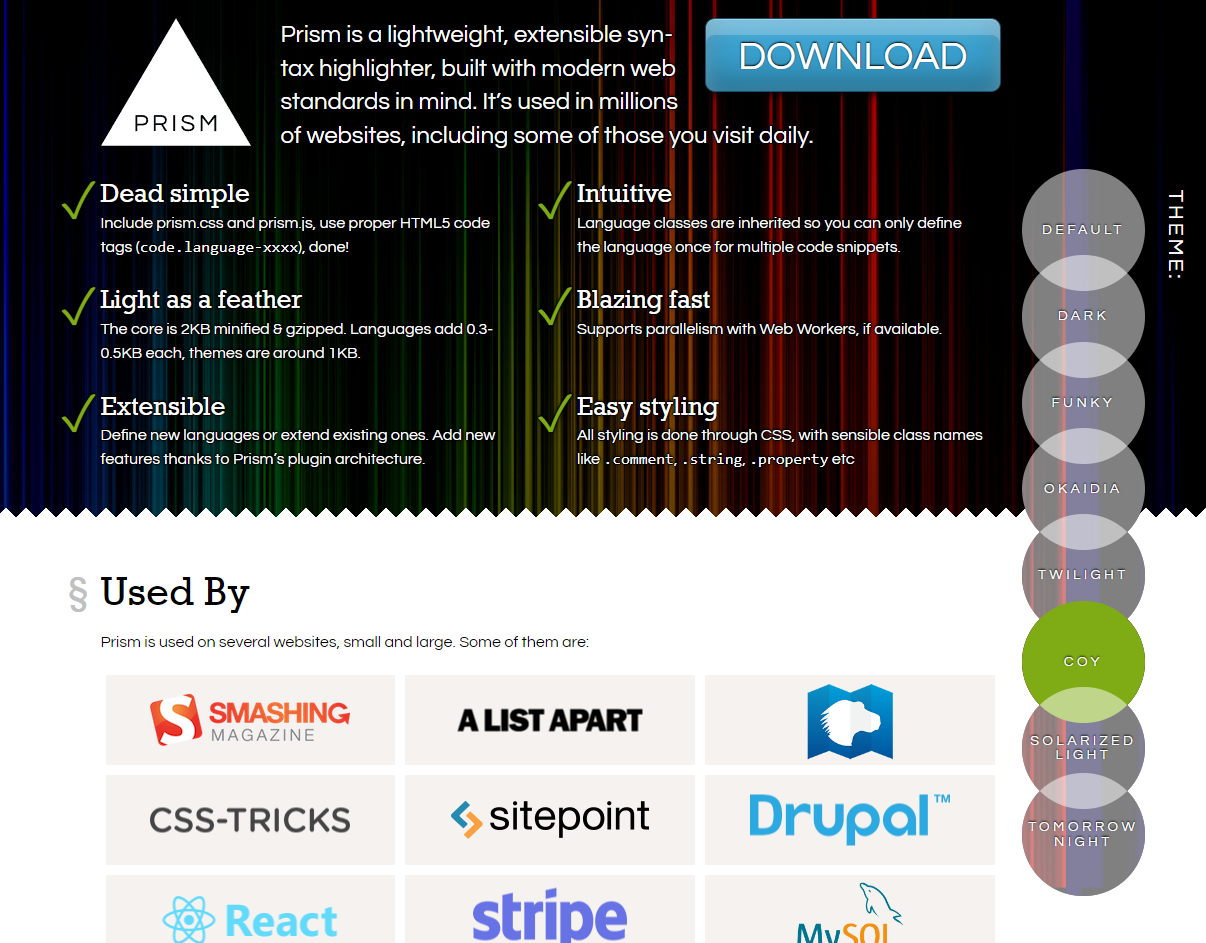 PRISM
Prism is a lightweight, extensible syn-
tax highlighter, built with modern web
standards in mind. It’s used in millions
of websites, including some of those you visit daily.
DOWNLOAD
Dead simple
Include prism.css and prism.js, use proper HTML5 code
tags (code.language-xxxx), done!
Intuitive
Language classes are inherited so you can only define
the language once for multiple code snippets.
Light as a feather
The core is 2KB minified & gzipped. Languages add 0.3-
0.5KB each, themes are around 1KB.
Blazing fast
Supports parallelism with Web Workers, if available.
Extensible
Define new languages or extend existing ones. Add new
features thanks to Prism’s plugin architecture.
Easy styling
All styling is done through CSS, with sensible class names
like .comment, .string, .property etc
THEME:
DEFAULT
DARK
FUNKY
OKAIDIA
TWILIGHT
COY
SOLARIZED
LIGHT
TOMORROW
NIGHT
§ Used By
Prism is used on several websites, small and large. Some of them are:
SMASHING
MAGAZINE
A LIST APART
CSS-TRICKS
sitepoint
Drupal™
React
stripe
MySQL